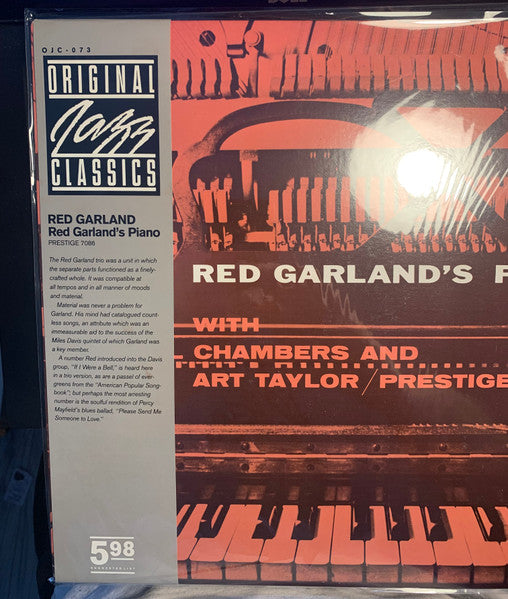 OJC-073
ORIGINAL
Jazz
CLASSICS
RED GARLAND
Red Garland's Piano
PRESTIGE 7086
The Red Garland trio was a unit in which
the separate parts functioned as a finely-
crafted whole. It was compatible at
all tempos and in all manner of moods
and material.
Material was never a problem for
Garland. His mind had catalogued count-
less songs, an attribute which was an
immeasurable aid to the success of the
Miles Davis quintet of which Garland was
a key member.
A number Red introduced into the Davis
group, "If I Were a Bell," is heard here
in a trio version, as are a passel of ever-
greens from the "American Popular Song-
book"; but perhaps the most arresting
number is the soulful rendition of Percy
Mayfield's blues ballad, "Please Send Me
Someone to Love."
5.98
SUGGESTED LIST
RED GARLAND'S P
WITH
CHAMBERS AND
ART TAYLOR / PRESTIGE